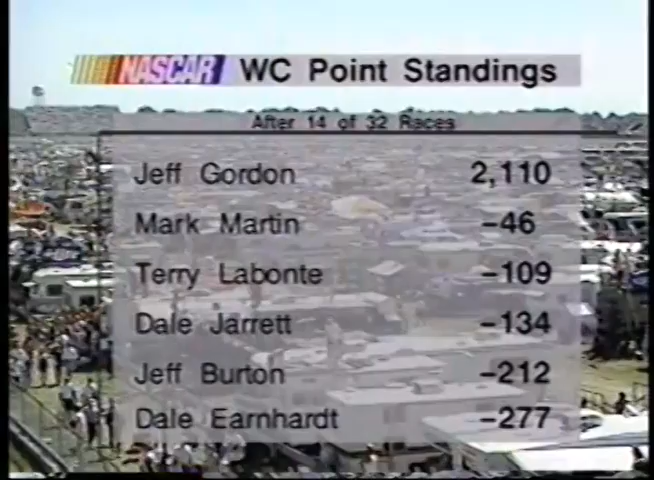 NASCAR WC Point Standings
After 14 of 32 Races
Jeff Gordon 2,110
Mark Martin -46
Terry Labonte -109
Dale Jarrett -134
Jeff Burton -212
Dale Earnhardt -277